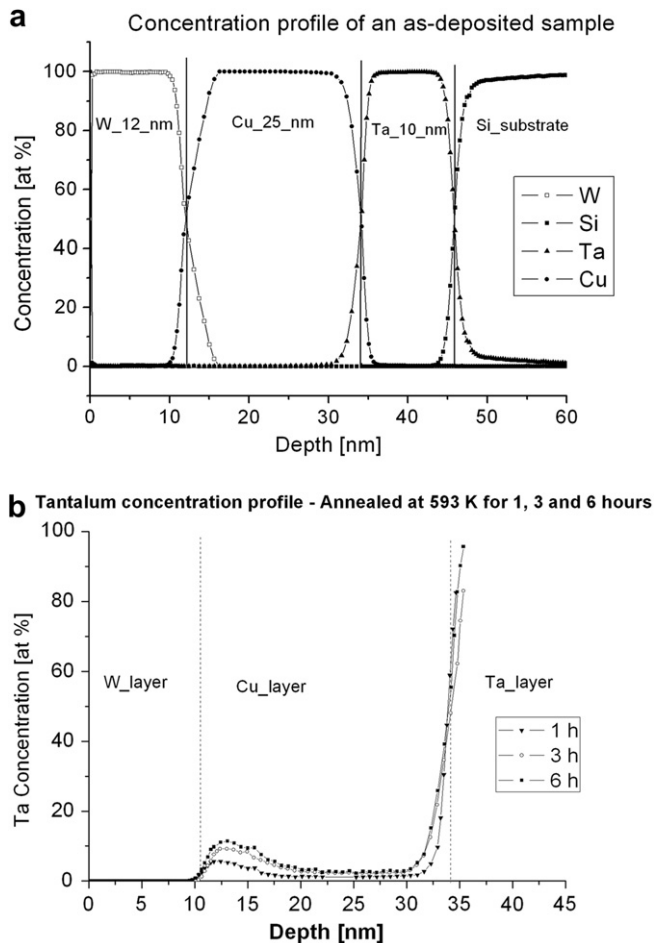 a
Concentration profile of an as-deposited sample
Concentration [at %]
100
80
60
40
20
0
W_12_nm
Cu_25_nm
Ta_10_nm
Si_substrate
W
Si
Ta
Cu
0 10 20 30 40 50 60
Depth [nm]
b
Tantalum concentration profile - Annealed at 593 K for 1, 3 and 6 hours
Ta Concentration [at %]
100
80
60
40
20
0
W_layer
Cu_layer
Ta_layer
1 h
3 h
6 h
0 5 10 15 20 25 30 35 40 45
Depth [nm]